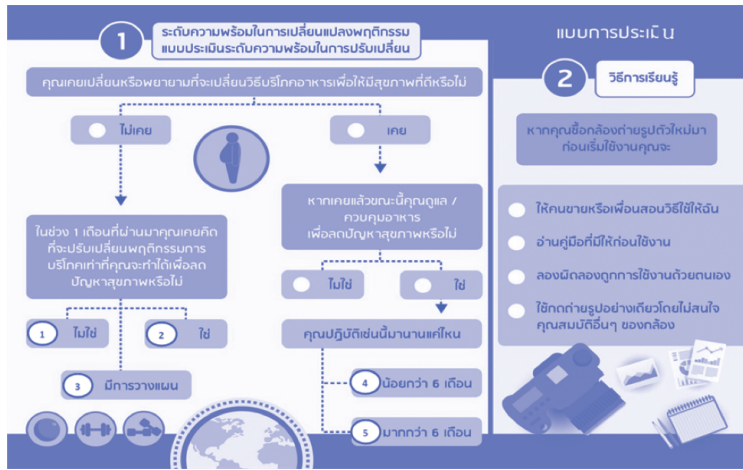 1
ระดับความพร้อมในการเปลี่ยนแปลงพฤติกรรม
แบบประเมินระดับความพร้อมในการปรับเปลี่ยน
คุณเคยเปลี่ยนหรือพยายามที่จะเปลี่ยนวิธีบริโภคอาหารเพื่อให้มีสุขภาพที่ดีหรือไม่
ไม่เคย
เคย
ในช่วง 1 เดือนที่ผ่านมาคุณเคยคิด
ที่จะปรับเปลี่ยนพฤติกรรมการ
บริโภคเท่าที่คุณจะทำได้เพื่อลด
ปัญหาสุขภาพหรือไม่
1 ไม่ใช่
2 ใช่
3 มีการวางแผน
หากเคยแล้วขณะนี้คุณดูแล /
ควบคุมอาหาร
เพื่อลดปัญหาสุขภาพหรือไม่
ไม่ใช่
ใช่
คุณปฏิบัติเช่นนี้มานานแค่ไหน
4 น้อยกว่า 6 เดือน
5 มากกว่า 6 เดือน
แบบการประเมิน
2 วิธีการเรียนรู้
หากคุณซื้อกล้องถ่ายรูปตัวใหม่มา
ก่อนเริ่มใช้งานคุณจะ
ให้คนขายหรือเพื่อนสอนวิธีใช้ให้ฉัน
อ่านคู่มือที่มีให้ก่อนใช้งาน
ลองผิดลองถูกการใช้งานด้วยตนเอง
ใช้กดถ่ายรูปอย่างเดียวโดยไม่สนใจ
คุณสมบัติอื่นๆ ของกล้อง